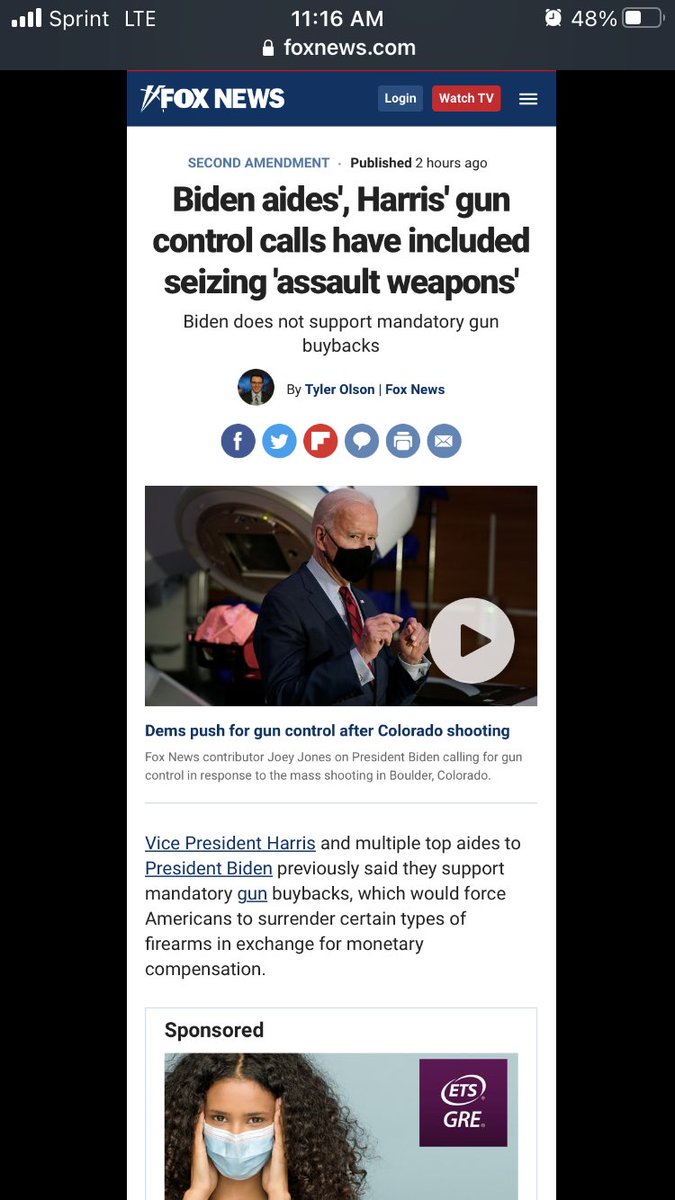 Sprint LTE 11:16 AM 48%
foxnews.com
FOX NEWS Login Watch TV
SECOND AMENDMENT · Published 2 hours ago
Biden aides', Harris' gun
control calls have included
seizing 'assault weapons'
Biden does not support mandatory gun
buybacks
By Tyler Olson | Fox News
Dems push for gun control after Colorado shooting
Fox News contributor Joey Jones on President Biden calling for gun
control in response to the mass shooting in Boulder, Colorado.
Vice President Harris and multiple top aides to
President Biden previously said they support
mandatory gun buybacks, which would force
Americans to surrender certain types of
firearms in exchange for monetary
compensation.
Sponsored
ETS®
GRE®